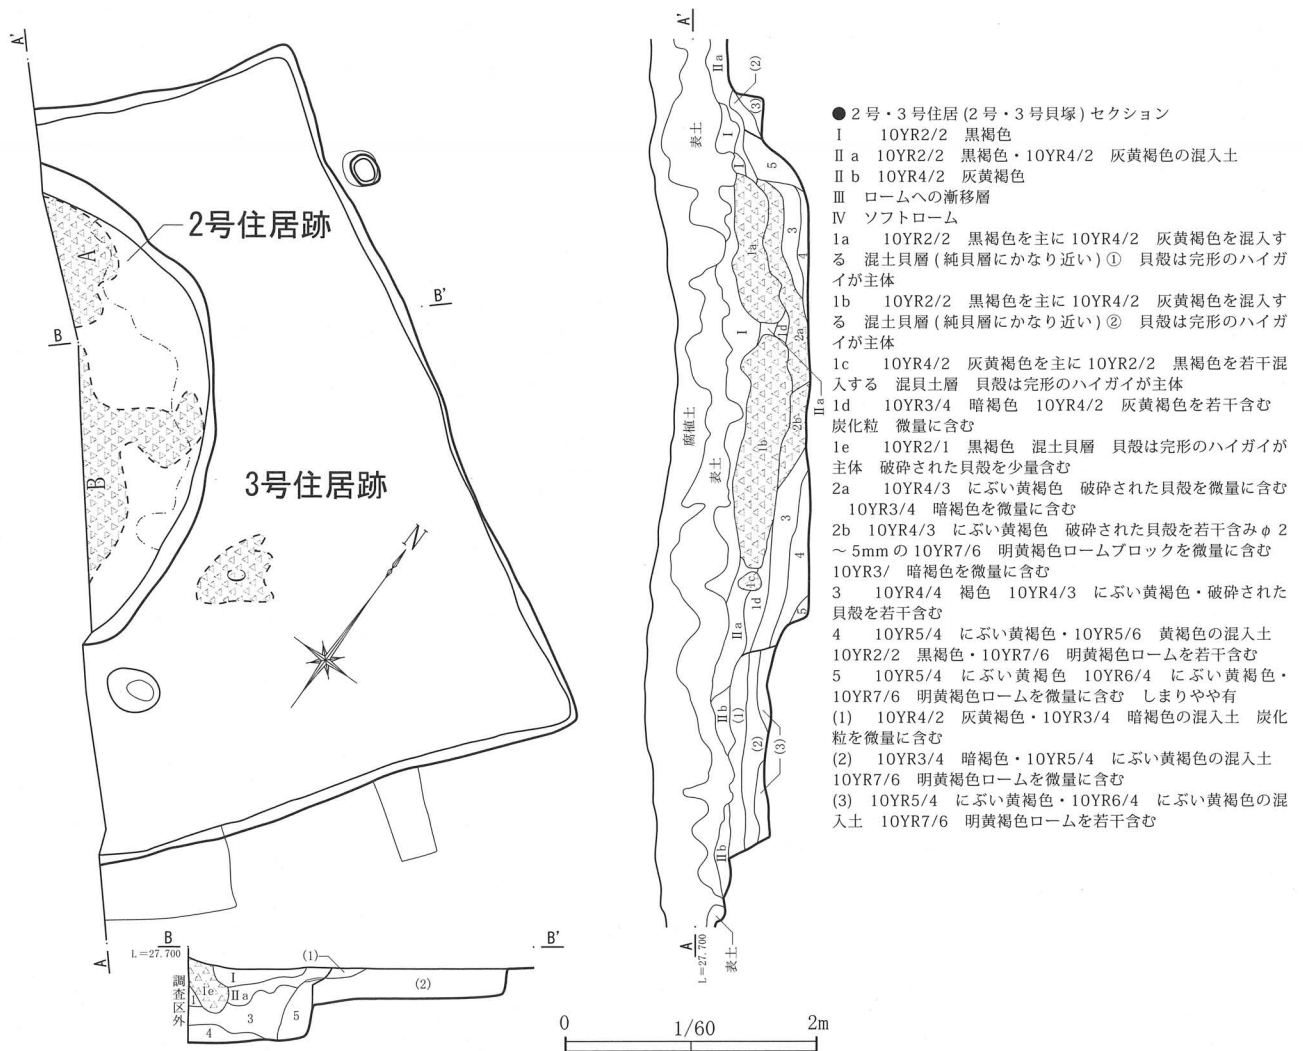 A'
2号住居跡
A
B
B'
B
3号住居跡
C
N
A
A'
Ⅱa
(2)
(3)
表土
Ⅰ
Ⅰ
5
1a
3
4
Ⅰ
1d
2a
Ⅱa
腐植土
表土
1b
2b
3
4
1c
1d
Ⅱa
5
Ⅱb
(1)
(2)
(3)
Ⅱb
A
L=27.700
表土
●2号・3号住居(2号・3号貝塚)セクション
Ⅰ 10YR2/2 黒褐色
Ⅱa 10YR2/2 黒褐色・10YR4/2 灰黄褐色の混入土
Ⅱb 10YR4/2 灰黄褐色
Ⅲ ロームへの漸移層
Ⅳ ソフトローム
1a 10YR2/2 黒褐色を主に10YR4/2 灰黄褐色を混入す
る 混土貝層(純貝層にかなり近い)① 貝殻は完形のハイガ
イが主体
1b 10YR2/2 黒褐色を主に10YR4/2 灰黄褐色を混入す
る 混土貝層(純貝層にかなり近い)② 貝殻は完形のハイガ
イが主体
1c 10YR4/2 灰黄褐色を主に10YR2/2 黒褐色を若干混
入する 混貝土層 貝殻は完形のハイガイが主体
1d 10YR3/4 暗褐色 10YR4/2 灰黄褐色を若干含む
炭化粒 微量に含む
1e 10YR2/1 黒褐色 混土貝層 貝殻は完形のハイガイが
主体 破砕された貝殻を少量含む
2a 10YR4/3 にぶい黄褐色 破砕された貝殻を微量に含む
10YR3/4 暗褐色を微量に含む
2b 10YR4/3 にぶい黄褐色 破砕された貝殻を若干含みφ2
~5mmの10YR7/6 明黄褐色ロームブロックを微量に含む
10YR3/ 暗褐色を微量に含む
3 10YR4/4 褐色 10YR4/3 にぶい黄褐色・破砕された
貝殻を若干含む
4 10YR5/4 にぶい黄褐色・10YR5/6 黄褐色の混入土
10YR2/2 黒褐色・10YR7/6 明黄褐色ロームを若干含む
5 10YR5/4 にぶい黄褐色 10YR6/4 にぶい黄褐色・
10YR7/6 明黄褐色ロームを微量に含む しまりやや有
(1) 10YR4/2 灰黄褐色・10YR3/4 暗褐色の混入土 炭化
粒を微量に含む
(2) 10YR3/4 暗褐色・10YR5/4 にぶい黄褐色の混入土
10YR7/6 明黄褐色ロームを微量に含む
(3) 10YR5/4 にぶい黄褐色・10YR6/4 にぶい黄褐色の混
入土 10YR7/6 明黄褐色ロームを若干含む
B
L=27.700
B'
調査区外
(1)
Ⅰ
1e
Ⅱa
Ⅰ
3
5
4
(2)
0 1/60 2m